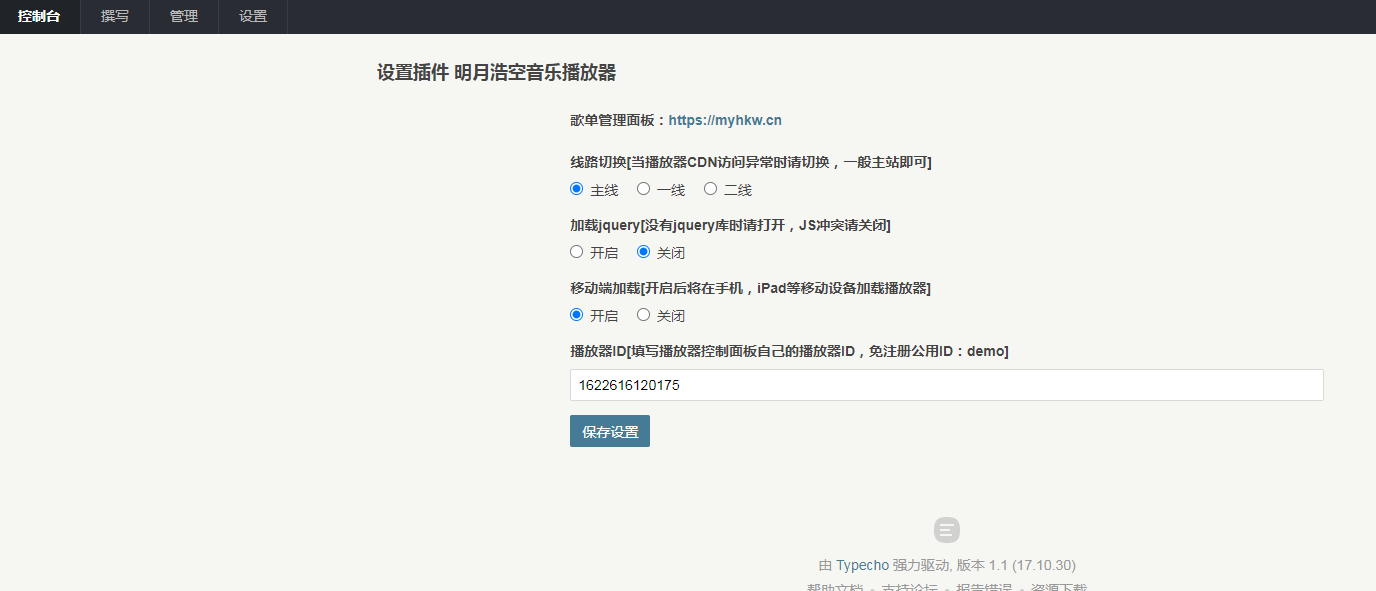 控制台 撰写 管理 设置
设置插件 明月浩空音乐播放器
歌单管理面板：https://myhkw.cn
线路切换[当播放器CDN访问异常时请切换，一般主站即可]
主线 一线 二线
加载jquery[没有jquery库时请打开，JS冲突请关闭]
开启 关闭
移动端加载[开启后将在手机，iPad等移动设备加载播放器]
开启 关闭
播放器ID[填写播放器控制面板自己的播放器ID，免注册公用ID：demo]
1622616120175
保存设置
由 Typecho 强力驱动, 版本 1.1 (17.10.30)
帮助文档 • 支持论坛 • 报告错误 • 资源下载